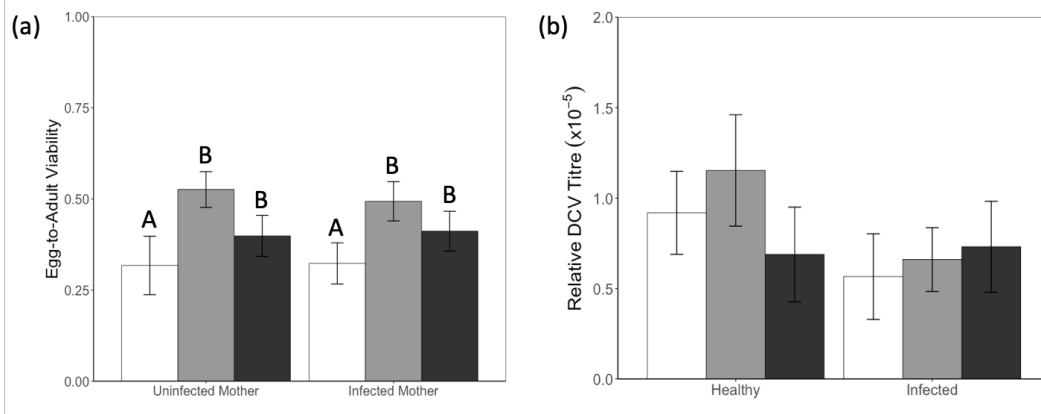 (a)
Egg-to-Adult Viability
1.00
0.75
0.50
0.25
0.00
A
B
B
A
B
B
Uninfected Mother
Infected Mother
(b)
Relative DCV Titre (x10⁻⁵)
2.0
1.5
1.0
0.5
0.0
Healthy
Infected